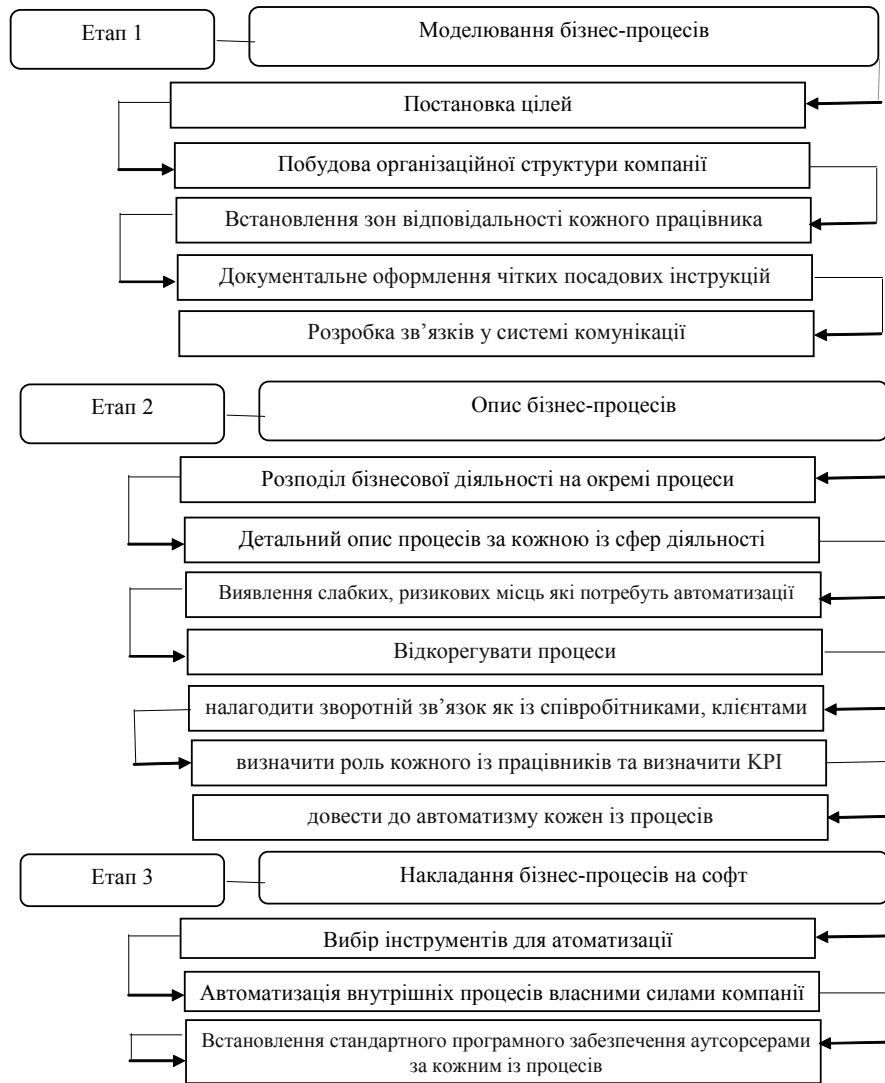 Етап 1
Моделювання бізнес-процесів
Постановка цілей
Побудова організаційної структури компанії
Встановлення зон відповідальності кожного працівника
Документальне оформлення чітких посадових інструкцій
Розробка зв’язків у системі комунікації
Етап 2
Опис бізнес-процесів
Розподіл бізнесової діяльності на окремі процеси
Детальний опис процесів за кожною із сфер діяльності
Виявлення слабких, ризикових місць які потребуть автоматизації
Відкорегувати процеси
налагодити зворотній зв’язок як із співробітниками, клієнтами
визначити роль кожного із працівників та визначити KPI
довести до автоматизму кожен із процесів
Етап 3
Накладання бізнес-процесів на софт
Вибір інструментів для атоматизації
Автоматизація внутрішніх процесів власними силами компанії
Встановлення стандартного програмного забезпечення аутсорсерами
за кожним із процесів